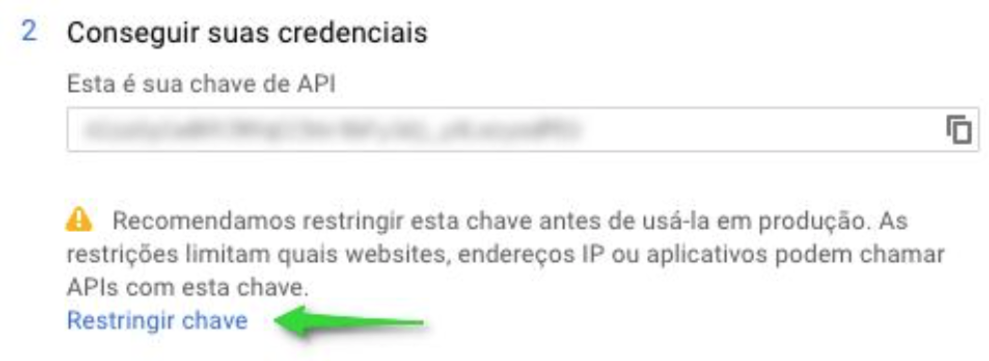 2 Conseguir suas credenciais
Esta é sua chave de API
Recomendamos restringir esta chave antes de usá-la em produção. As
restrições limitam quais websites, endereços IP ou aplicativos podem chamar
APIs com esta chave.
Restringir chave